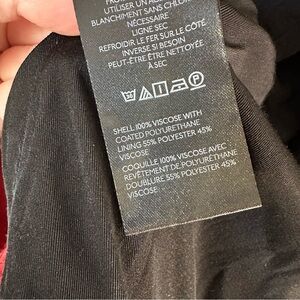 UTILISER UN
BLANCHIMENT SANS CHLORE
NÉCESSAIRE
LIGNE SEC
REFROIDIR LE FER SUR LE CÔTÉ
INVERSE SI BESOIN
PEUT-ÊTRE ÊTRE NETTOYÉE
À SEC
SHELL 100% VISCOSE WITH
COATED POLYURETHANE
LINING 55% POLYESTER 45%
VISCOSE
COQUILLE 100% VISCOSE AVEC
REVÊTEMENT DE POLYURÉTHANE
DOUBLURE 55% POLYESTER 45%
VISCOSE